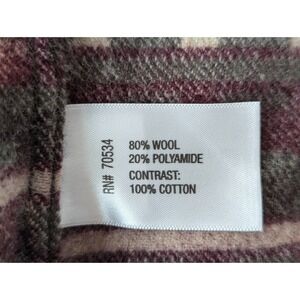 RN# 70534
80% WOOL
20% POLYAMIDE
CONTRAST:
100% COTTON